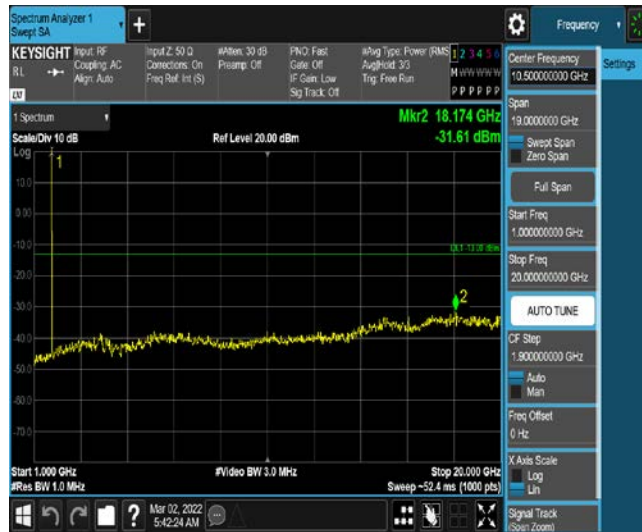 Spectrum Analyzer 1
Swept SA
+
Frequency
KEYSIGHT
RL
LXI
Input: RF
Coupling: AC
Align: Auto
Input Z: 50 Ω
Corrections: On
Freq Ref: Int (S)
#Atten: 30 dB
Preamp: Off
PNO: Fast
Gate: Off
IF Gain: Low
Sig Track: Off
#Avg Type: Power (RMS
Avg|Hold: 3/3
Trig: Free Run
1 2 3 4 5 6
M W W W W W
P P P P P P
1 Spectrum
Scale/Div 10 dB
Ref Level 20.00 dBm
Mkr2 18.174 GHz
-31.61 dBm
Log
1
10.0
0.00
-10.0
DL1 -13.00 dBm
-20.0
-30.0
2
-40.0
-50.0
-60.0
-70.0
Start 1.000 GHz
#Video BW 3.0 MHz
Stop 20.000 GHz
#Res BW 1.0 MHz
Sweep ~52.4 ms (1000 pts)
Mar 02, 2022
5:42:24 AM
?
Center Frequency
10.500000000 GHz
Settings
Span
19.0000000 GHz
Swept Span
Zero Span
Full Span
Start Freq
1.000000000 GHz
Stop Freq
20.000000000 GHz
AUTO TUNE
CF Step
1.900000000 GHz
Auto
Man
Freq Offset
0 Hz
X Axis Scale
Log
Lin
Signal Track
(Span Zoom)